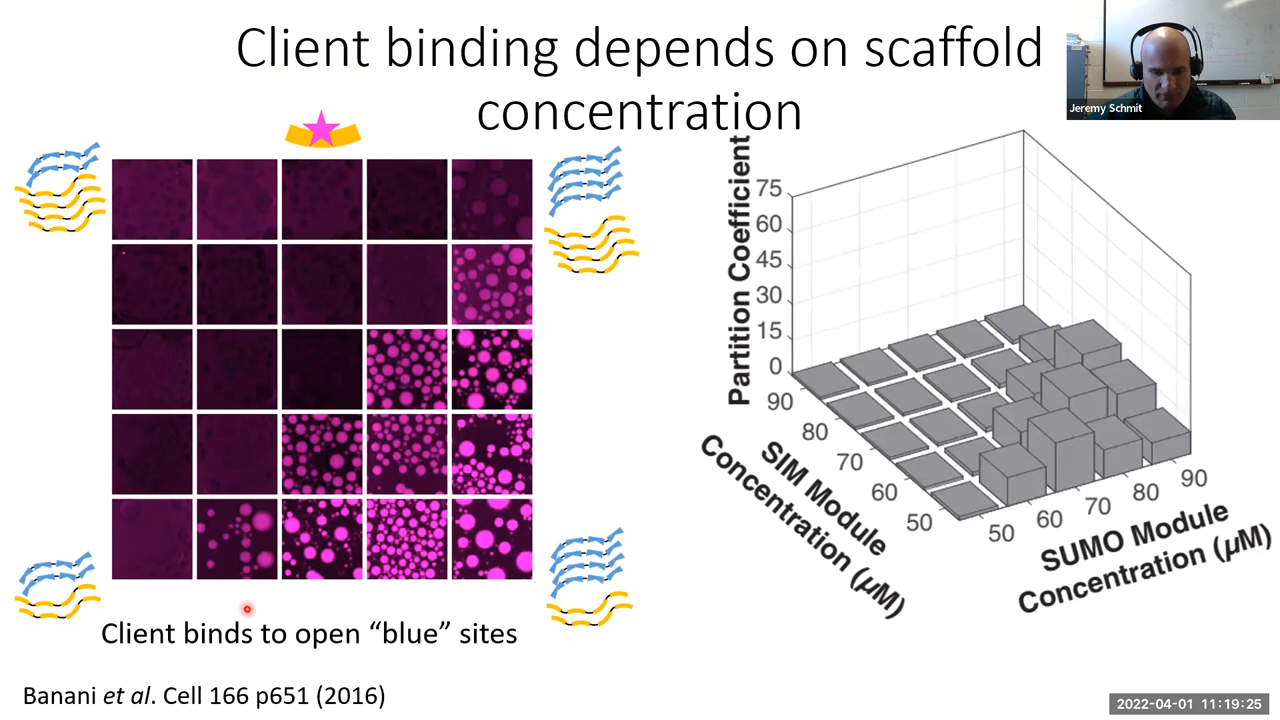 Client binding depends on scaffold
concentration
Jeremy Schmit
Partition Coefficient
75
60
45
30
15
0
90
80
70
60
50
SIM Module
Concentration (µM)
50
60
70
80
90
SUMO Module
Concentration (µM)
Client binds to open “blue” sites
Banani et al. Cell 166 p651 (2016)
2022-04-01 11:19:25